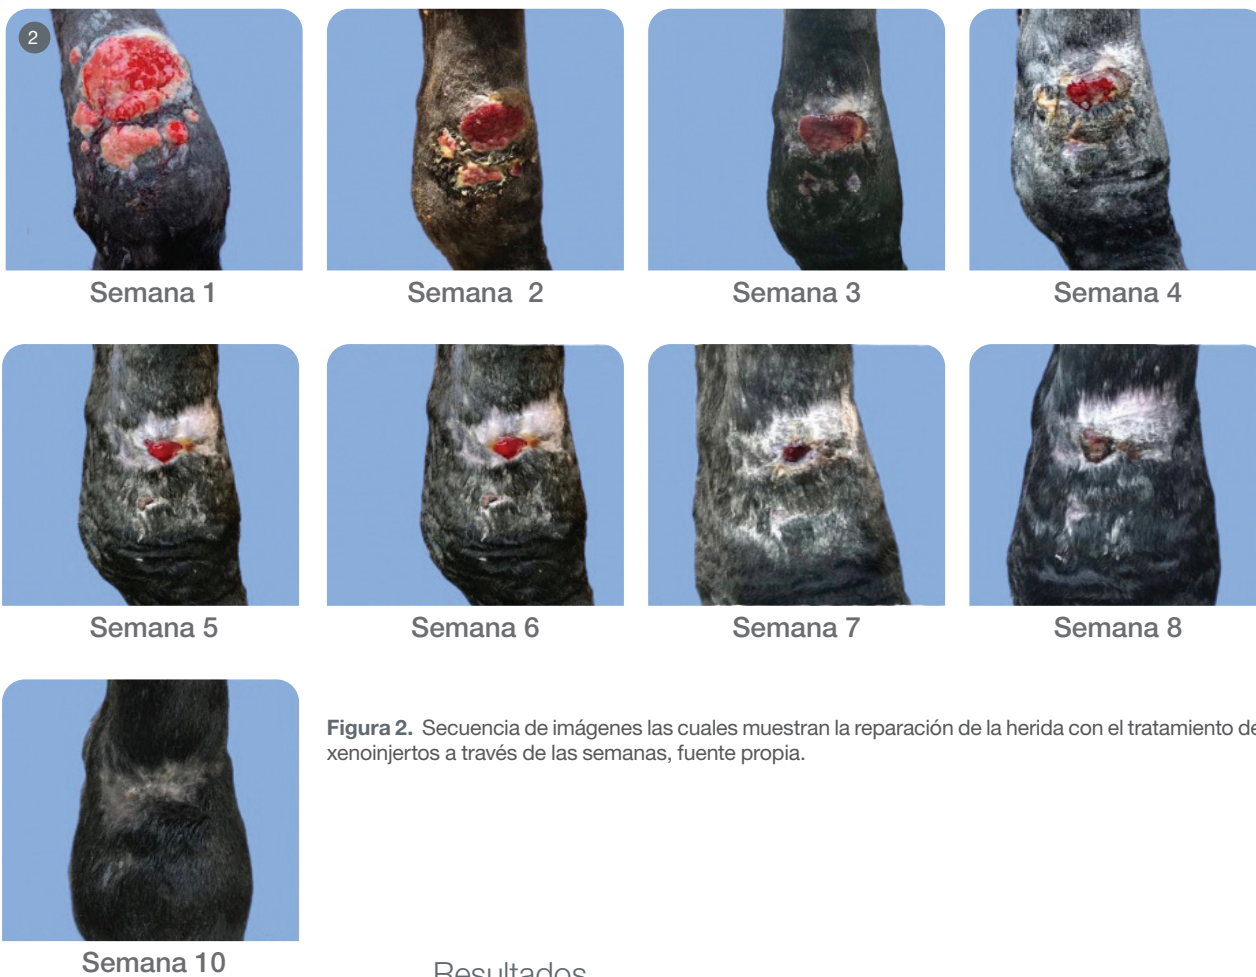 2
Semana 1
Semana 2
Semana 3
Semana 4
Semana 5
Semana 6
Semana 7
Semana 8
Semana 10
Figura 2. Secuencia de imágenes las cuales muestran la reparación de la herida con el tratamiento de
xenoinjertos a través de las semanas, fuente propia.
Resultados